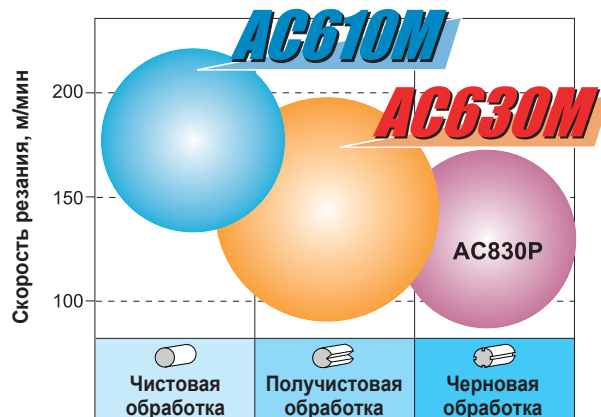 AC610M
AC630M
AC830P
Скорость резания, м/мин
200
150
100
Чистовая
обработка
Получистовая
обработка
Черновая
обработка